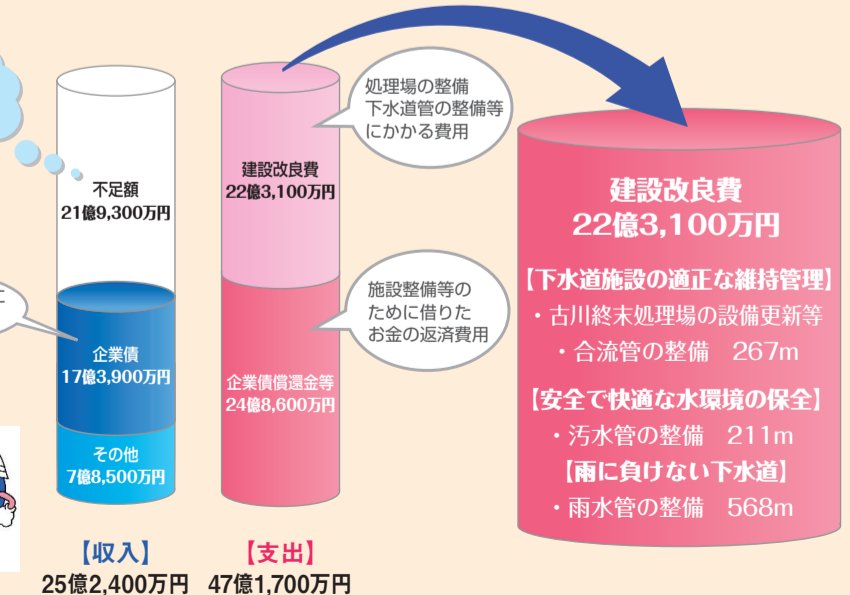 不足額
21億9,300万円
に
企業債
17億3,900万円
その他
7億8,500万円
【収入】
25億2,400万円
建設改良費
22億3,100万円
企業債償還金等
24億8,600万円
【支出】
47億1,700万円
処理場の整備
下水道管の整備等
にかかる費用
施設整備等の
ために借りた
お金の返済費用
建設改良費
22億3,100万円
【下水道施設の適正な維持管理】
・古川終末処理場の設備更新等
・合流管の整備　267m
【安全で快適な水環境の保全】
・汚水管の整備　211m
【雨に負けない下水道】
・雨水管の整備　568m